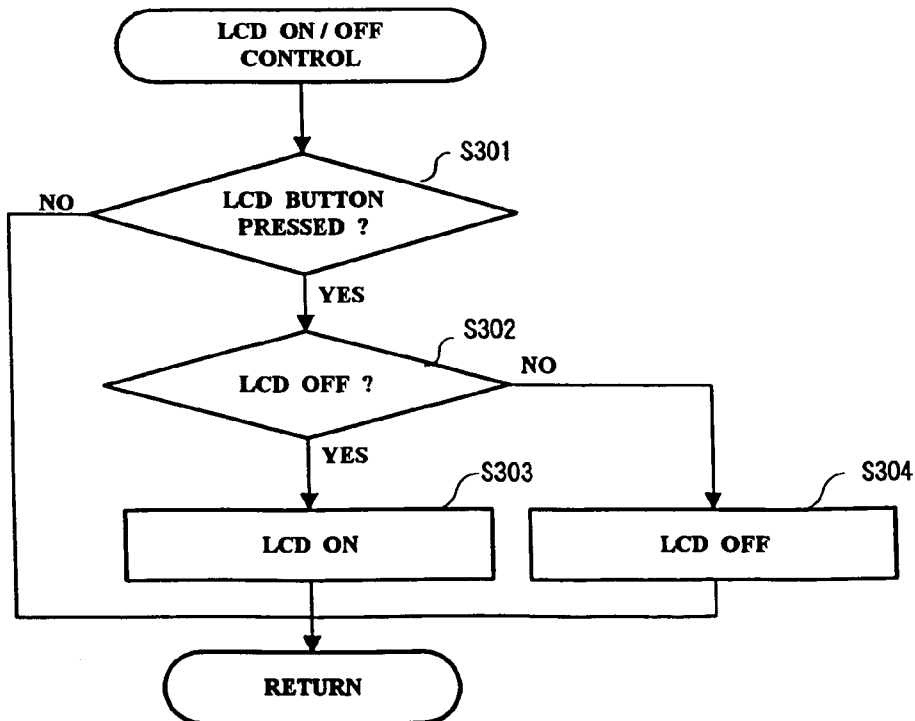 LCD ON / OFF
CONTROL
S301
NO
LCD BUTTON
PRESSED ?
YES
S302
LCD OFF ?
NO
YES
S303
S304
LCD ON
LCD OFF
RETURN